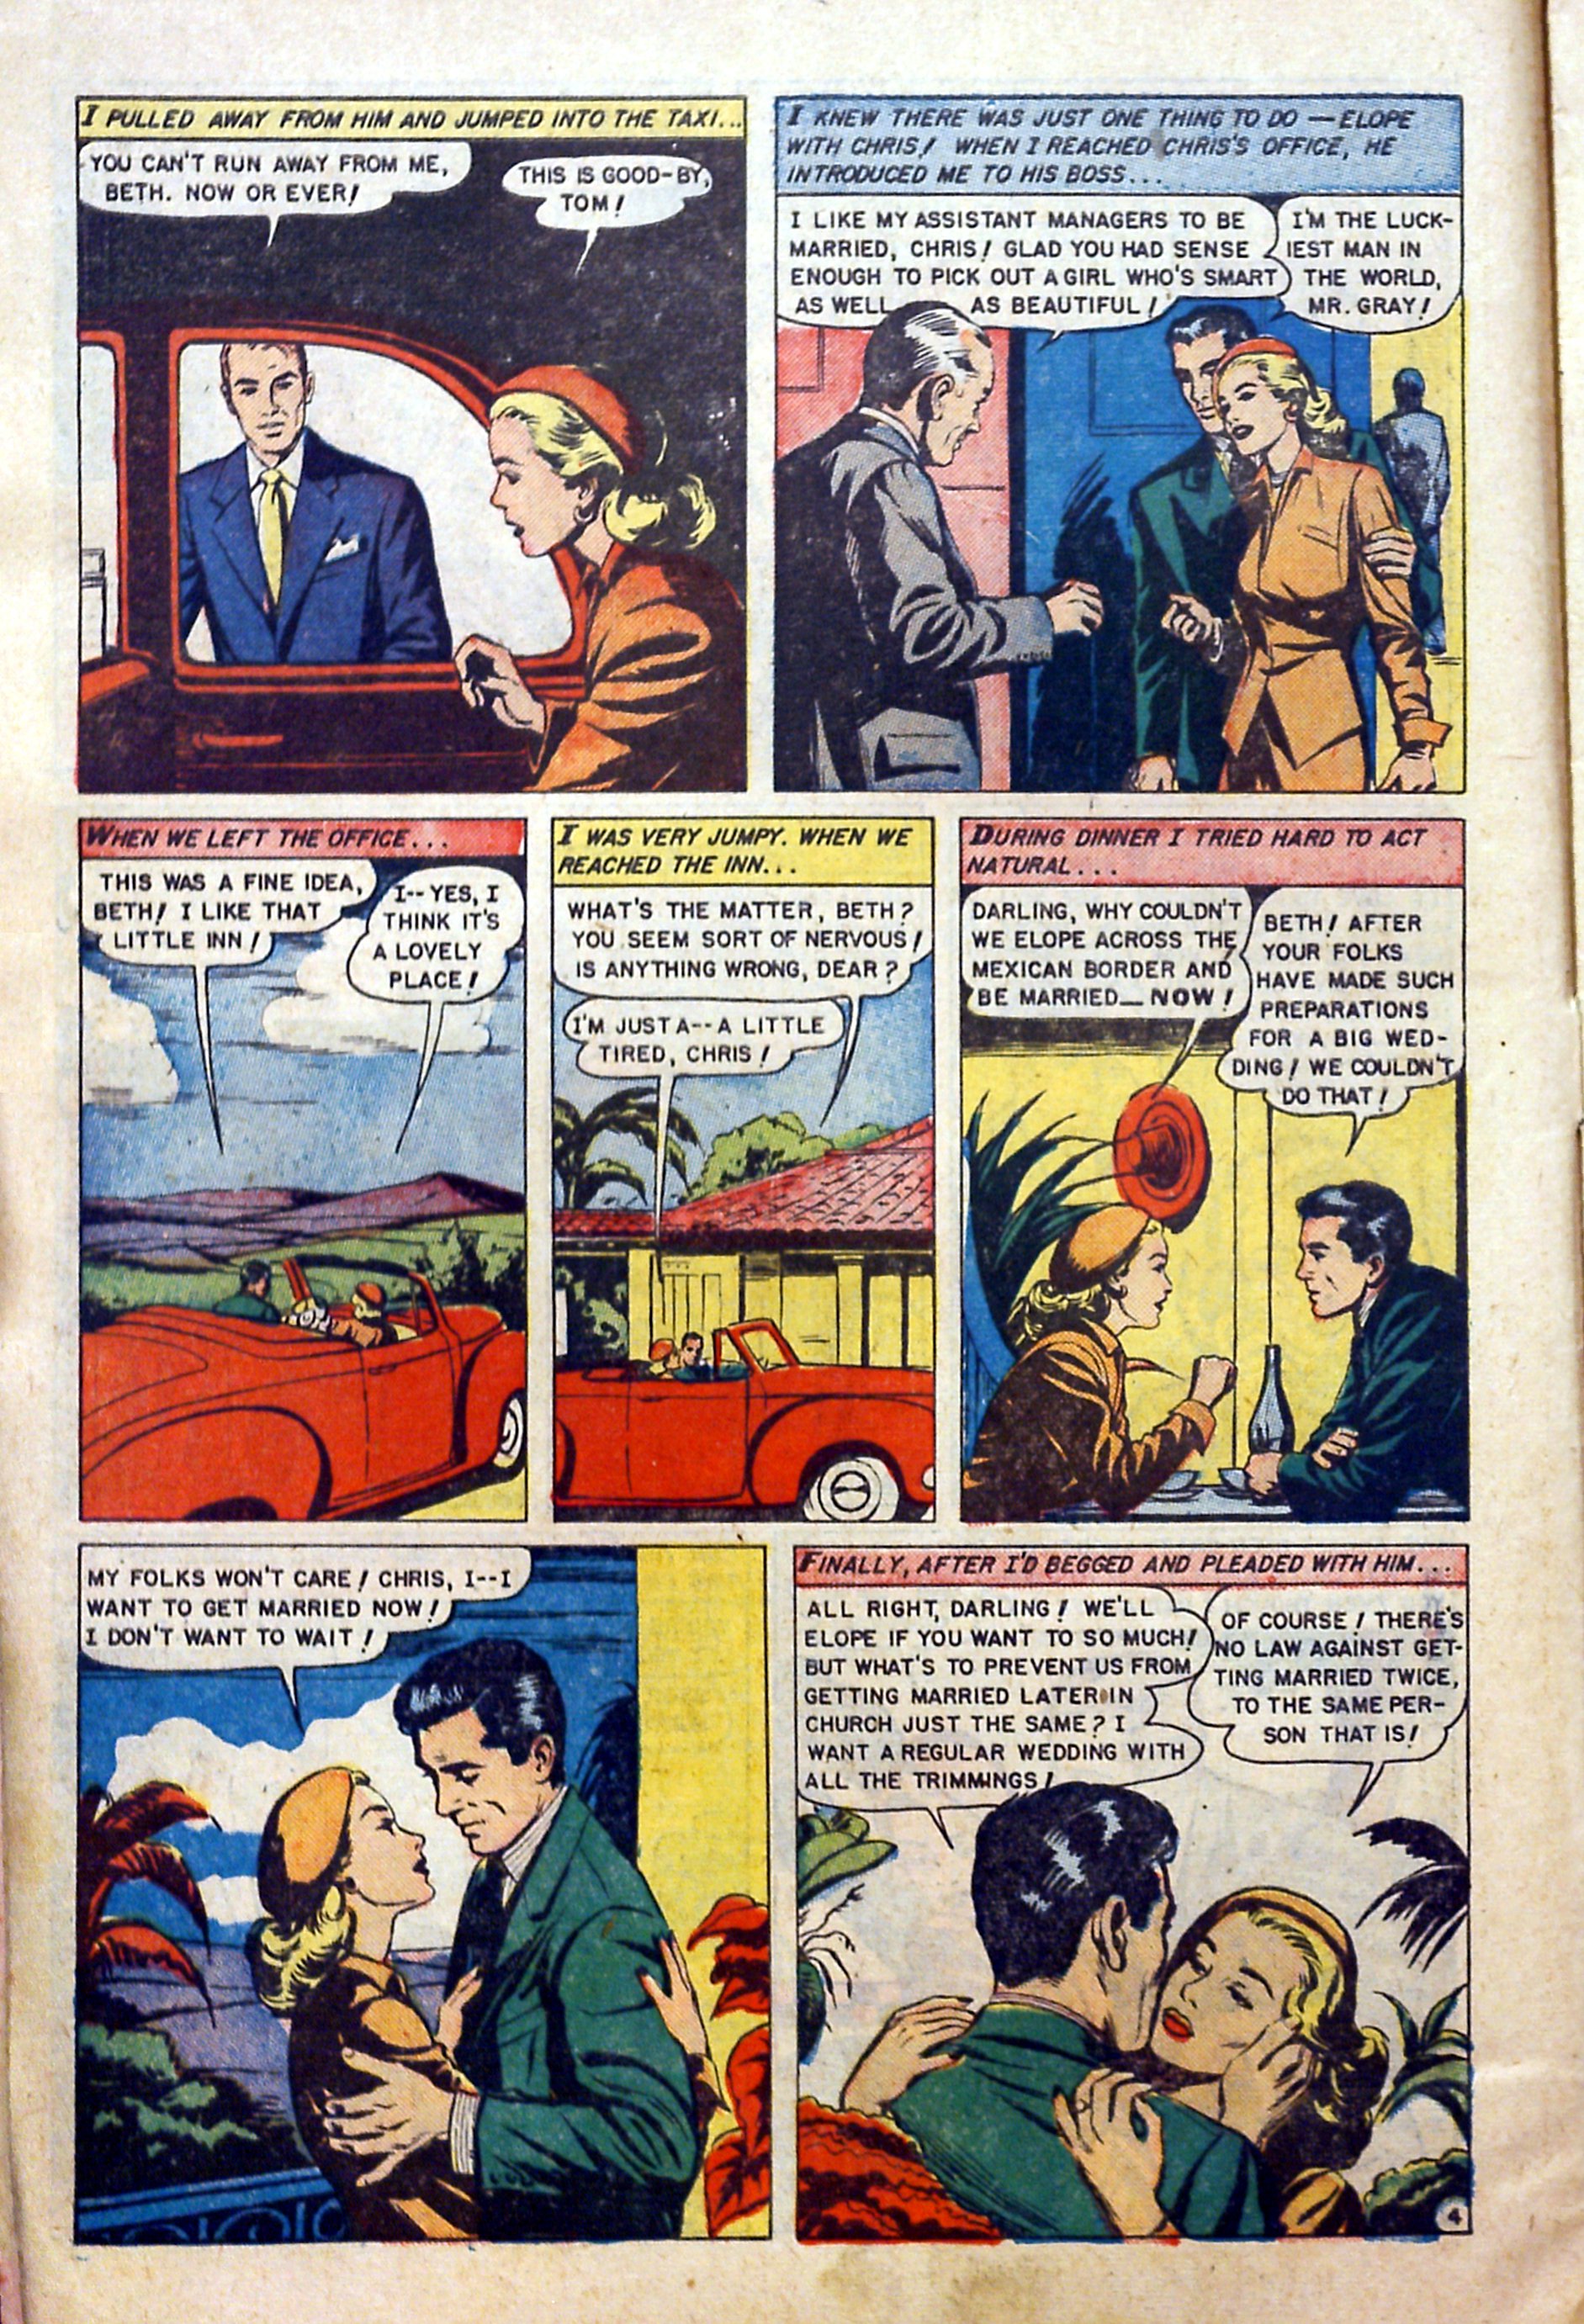 I PULLED AWAY FROM HIM AND JUMPED INTO THE TAXI...
YOU CAN'T RUN AWAY FROM ME,
BETH. NOW OR EVER!
THIS IS GOOD-BY,
TOM!
I KNEW THERE WAS JUST ONE THING TO DO — ELOPE
WITH CHRIS! WHEN I REACHED CHRIS'S OFFICE, HE
INTRODUCED ME TO HIS BOSS...
I LIKE MY ASSISTANT MANAGERS TO BE
MARRIED, CHRIS! GLAD YOU HAD SENSE
ENOUGH TO PICK OUT A GIRL WHO'S SMART
AS WELL AS BEAUTIFUL!
I'M THE LUCK-
IEST MAN IN
THE WORLD,
MR. GRAY!
WHEN WE LEFT THE OFFICE...
THIS WAS A FINE IDEA,
BETH! I LIKE THAT
LITTLE INN!
I-- YES, I
THINK IT'S
A LOVELY
PLACE!
I WAS VERY JUMPY. WHEN WE
REACHED THE INN...
WHAT'S THE MATTER, BETH?
YOU SEEM SORT OF NERVOUS!
IS ANYTHING WRONG, DEAR?
I'M JUST A-- A LITTLE
TIRED, CHRIS!
DURING DINNER I TRIED HARD TO ACT
NATURAL...
DARLING, WHY COULDN'T
WE ELOPE ACROSS THE
MEXICAN BORDER AND
BE MARRIED— NOW!
BETH! AFTER
YOUR FOLKS
HAVE MADE SUCH
PREPARATIONS
FOR A BIG WED-
DING! WE COULDN'T
DO THAT!
MY FOLKS WON'T CARE! CHRIS, I--I
WANT TO GET MARRIED NOW!
I DON'T WANT TO WAIT!
FINALLY, AFTER I'D BEGGED AND PLEADED WITH HIM...
ALL RIGHT, DARLING! WE'LL
ELOPE IF YOU WANT TO SO MUCH!
BUT WHAT'S TO PREVENT US FROM
GETTING MARRIED LATER IN
CHURCH JUST THE SAME? I
WANT A REGULAR WEDDING WITH
ALL THE TRIMMINGS!
OF COURSE! THERE'S
NO LAW AGAINST GET-
TING MARRIED TWICE,
TO THE SAME PER-
SON THAT IS!
4